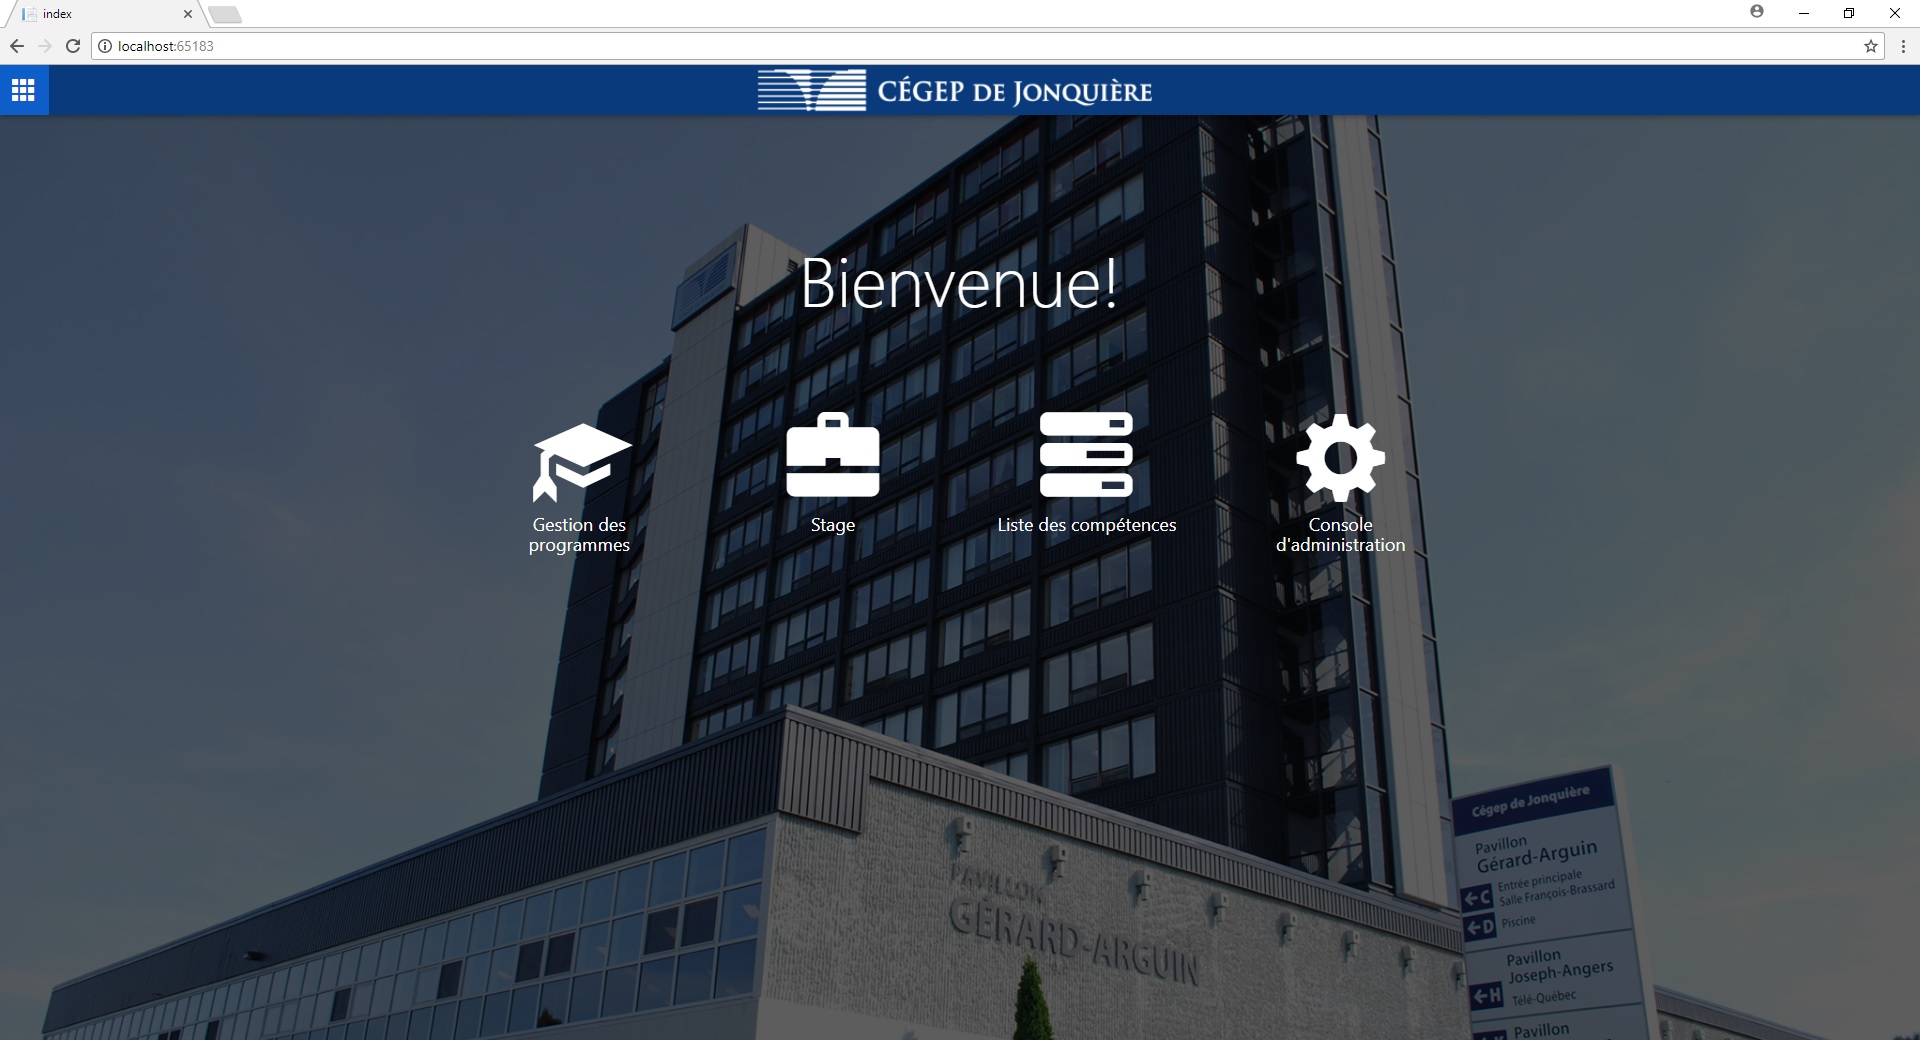 index
localhost:65183
CÉGEP DE JONQUIÈRE
Bienvenue!
Gestion des
programmes
Stage
Liste des compétences
Console
d'administration
Cégep de Jonquière
Pavillon
Gérard-Arguin
←C Entrée principale
Salle François-Brassard
←D Piscine
Pavillon
Joseph-Angers
←H Télé-Québec
Pavillon
PAVILLON
GÉRARD-ARGUIN